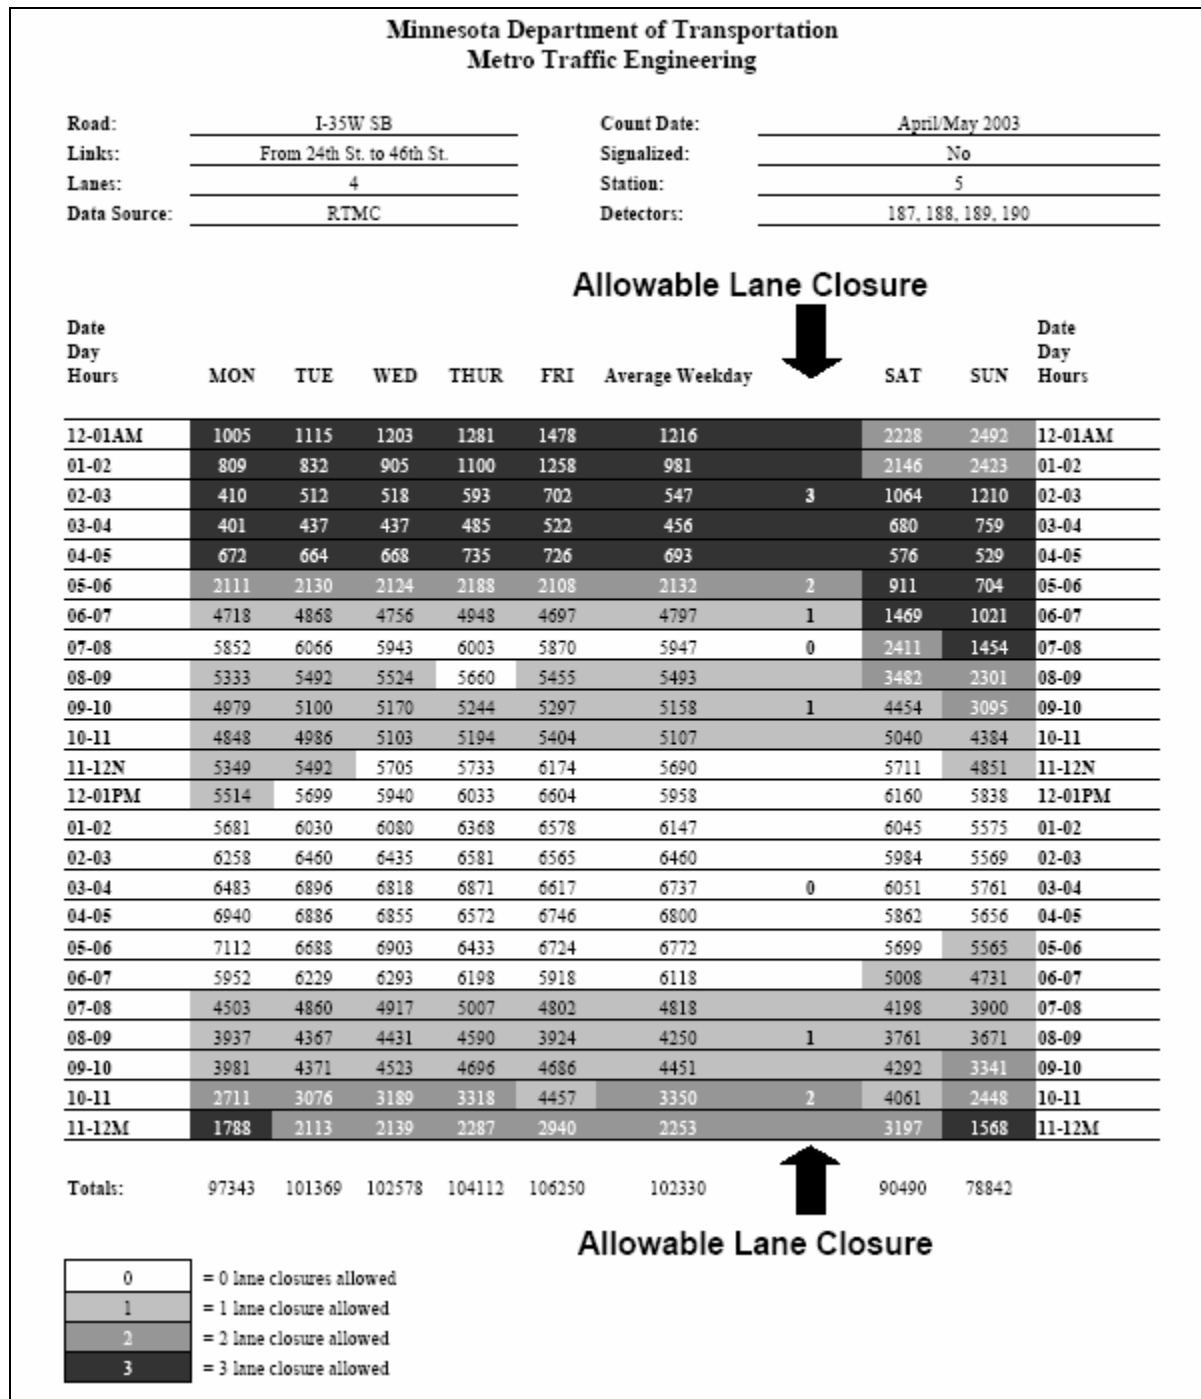 Minnesota Department of Transportation
Metro Traffic Engineering
Road: I-35W SB Count Date: April/May 2003
Links: From 24th St. to 46th St. Signalized: No
Lanes: 4 Station: 5
Data Source: RTMC Detectors: 187, 188, 189, 190
Allowable Lane Closure
Date Date
Day Day
Hours MON TUE WED THUR FRI Average Weekday SAT SUN Hours
12-01AM 1005 1115 1203 1281 1478 1216 2228 2492 12-01AM
01-02 809 832 905 1100 1258 981 2146 2423 01-02
02-03 410 512 518 593 702 547 3 1064 1210 02-03
03-04 401 437 437 485 522 456 680 759 03-04
04-05 672 664 668 735 726 693 576 529 04-05
05-06 2111 2130 2124 2188 2108 2132 2 911 704 05-06
06-07 4718 4868 4756 4948 4697 4797 1 1469 1021 06-07
07-08 5852 6066 5943 6003 5870 5947 0 2411 1454 07-08
08-09 5333 5492 5524 5660 5455 5493 3482 2301 08-09
09-10 4979 5100 5170 5244 5297 5158 1 4454 3095 09-10
10-11 4848 4986 5103 5194 5404 5107 5040 4384 10-11
11-12N 5349 5492 5705 5733 6174 5690 5711 4851 11-12N
12-01PM 5514 5699 5940 6033 6604 5958 6160 5838 12-01PM
01-02 5681 6030 6080 6368 6578 6147 6045 5575 01-02
02-03 6258 6460 6435 6581 6565 6460 5984 5569 02-03
03-04 6483 6896 6818 6871 6617 6737 0 6051 5761 03-04
04-05 6940 6886 6855 6572 6746 6800 5862 5656 04-05
05-06 7112 6688 6903 6433 6724 6772 5699 5565 05-06
06-07 5952 6229 6293 6198 5918 6118 5008 4731 06-07
07-08 4503 4860 4917 5007 4802 4818 4198 3900 07-08
08-09 3937 4367 4431 4590 3924 4250 1 3761 3671 08-09
09-10 3981 4371 4523 4696 4686 4451 4292 3341 09-10
10-11 2711 3076 3189 3318 4457 3350 2 4061 2448 10-11
11-12M 1788 2113 2139 2287 2940 2253 3197 1568 11-12M
Totals: 97343 101369 102578 104112 106250 102330 90490 78842
Allowable Lane Closure
0 = 0 lane closures allowed
1 = 1 lane closure allowed
2 = 2 lane closure allowed
3 = 3 lane closure allowed